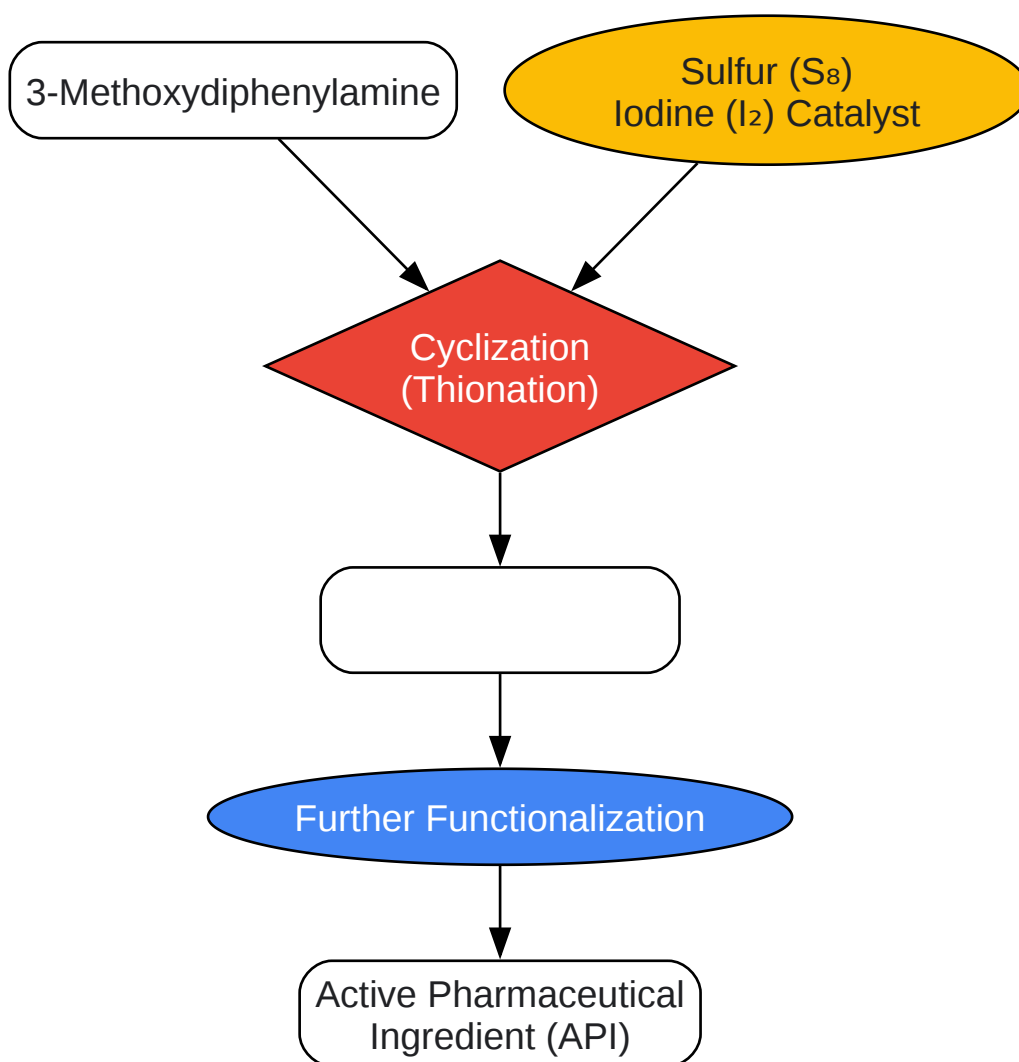 3-Methoxydiphenylamine
Sulfur (S₈)
Iodine (I₂) Catalyst
Cyclization
(Thionation)
Further Functionalization
Active Pharmaceutical
Ingredient (API)